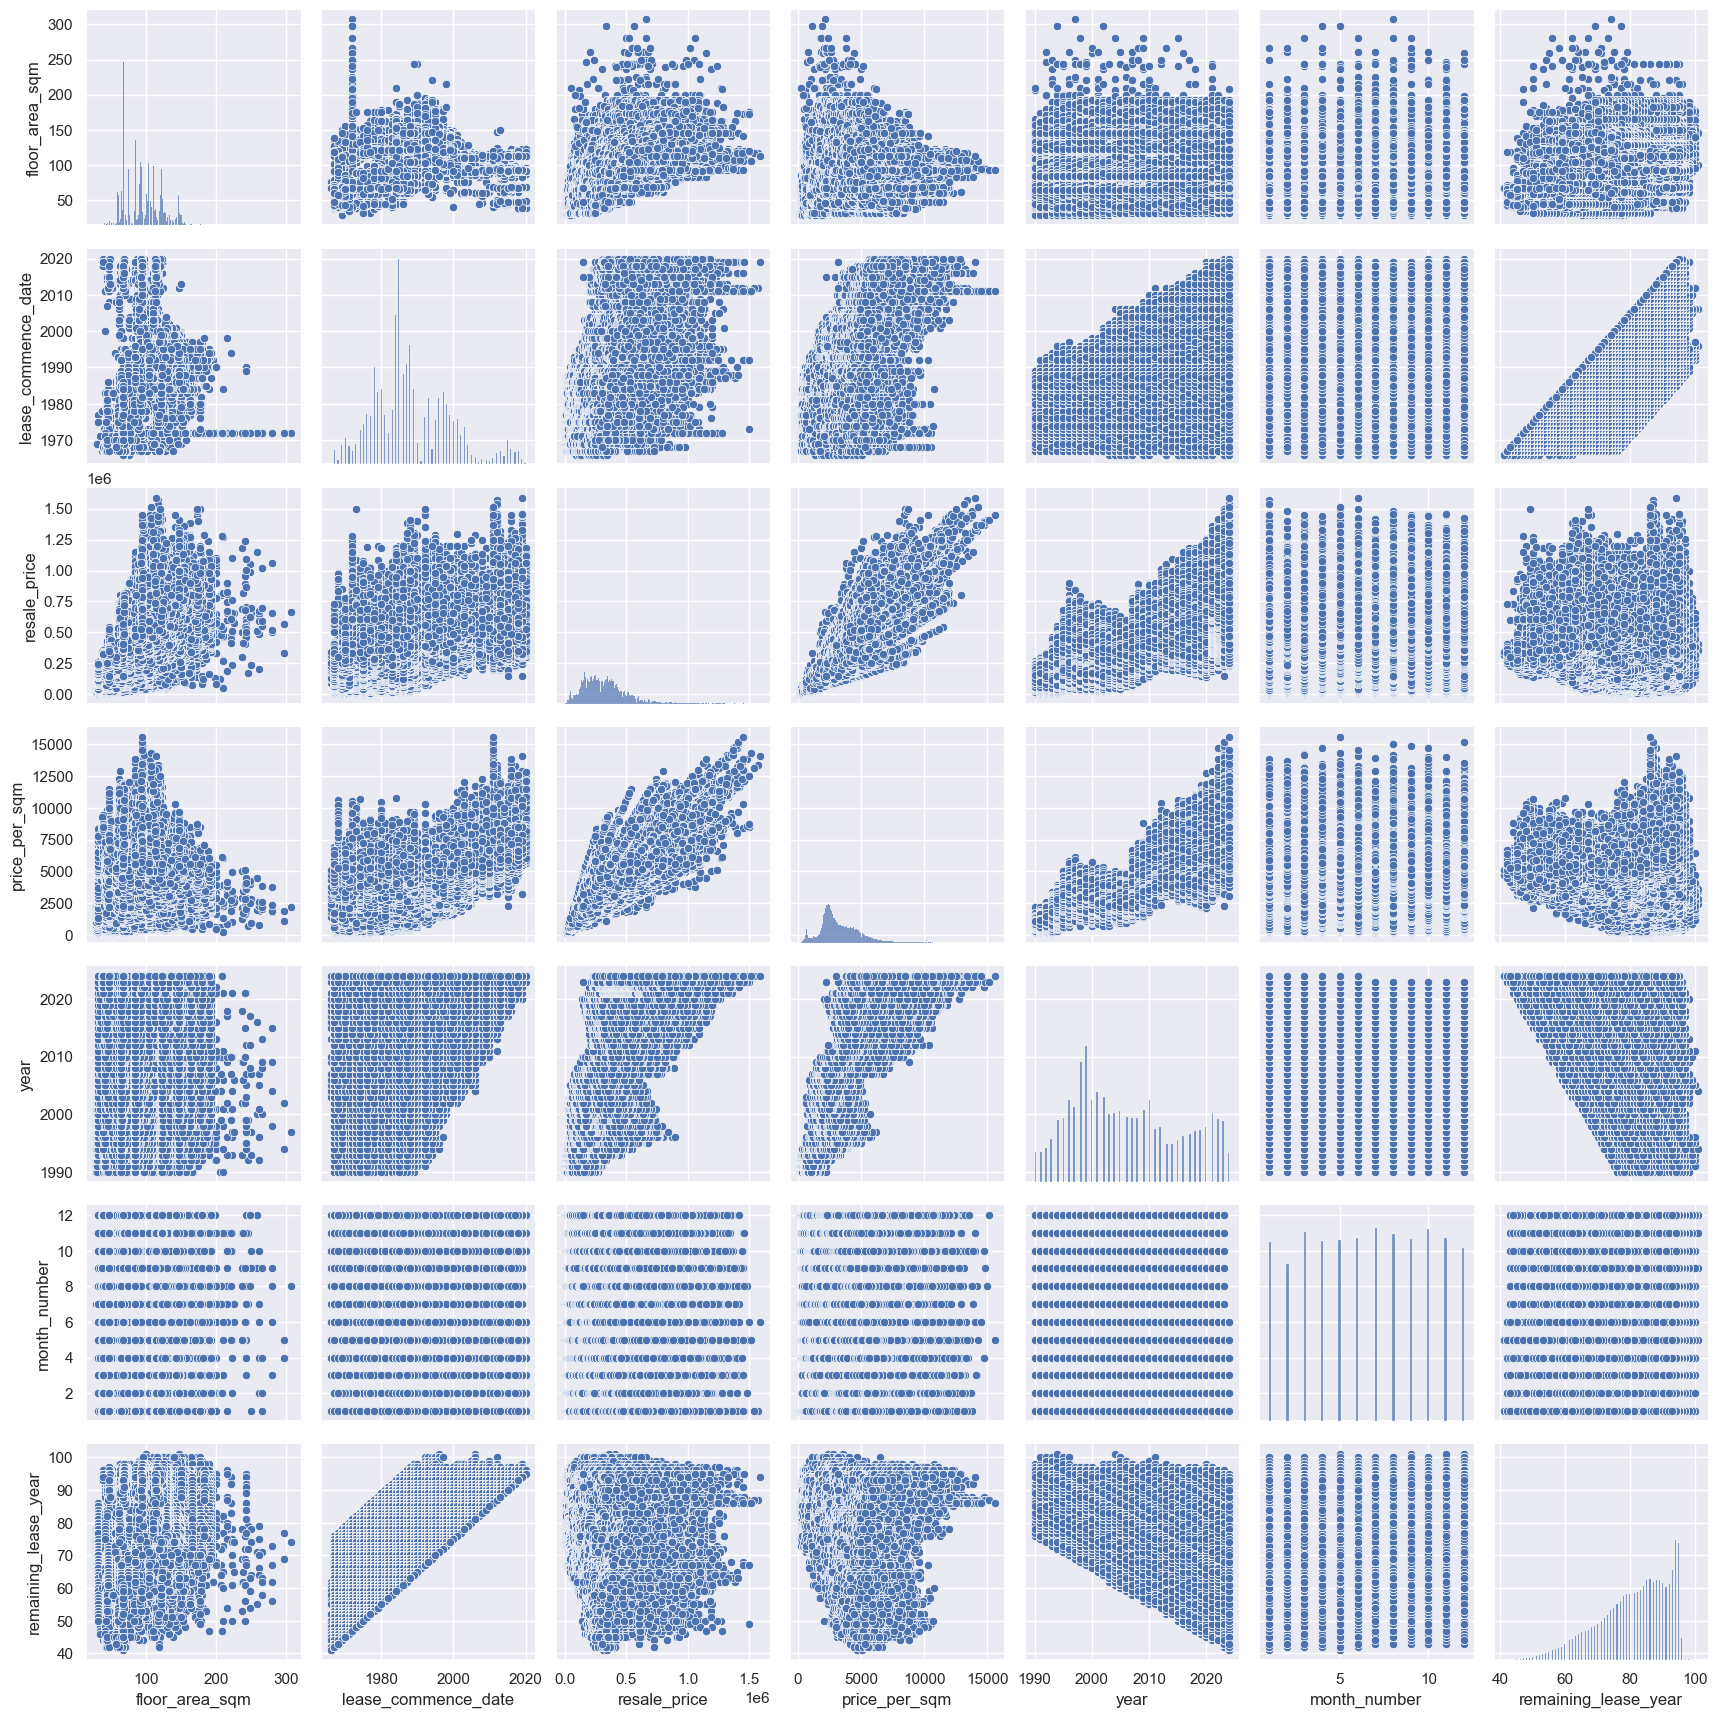 300
250
200
150
100
50
floor_area_sqm
2020
2010
2000
1990
1980
1970
lease_commence_date
1e6
1.50
1.25
1.00
0.75
0.50
0.25
0.00
resale_price
15000
12500
10000
7500
5000
2500
0
price_per_sqm
2020
2010
2000
1990
year
12
10
8
6
4
2
month_number
100
90
80
70
60
50
40
remaining_lease_year
100 200 300
1980 2000 2020
0.0 0.5 1.0 1.5
0 5000 10000 15000
1990 2000 2010 2020
5 10
40 60 80 100
floor_area_sqm
lease_commence_date
resale_price 1e6
price_per_sqm
year
month_number
remaining_lease_year